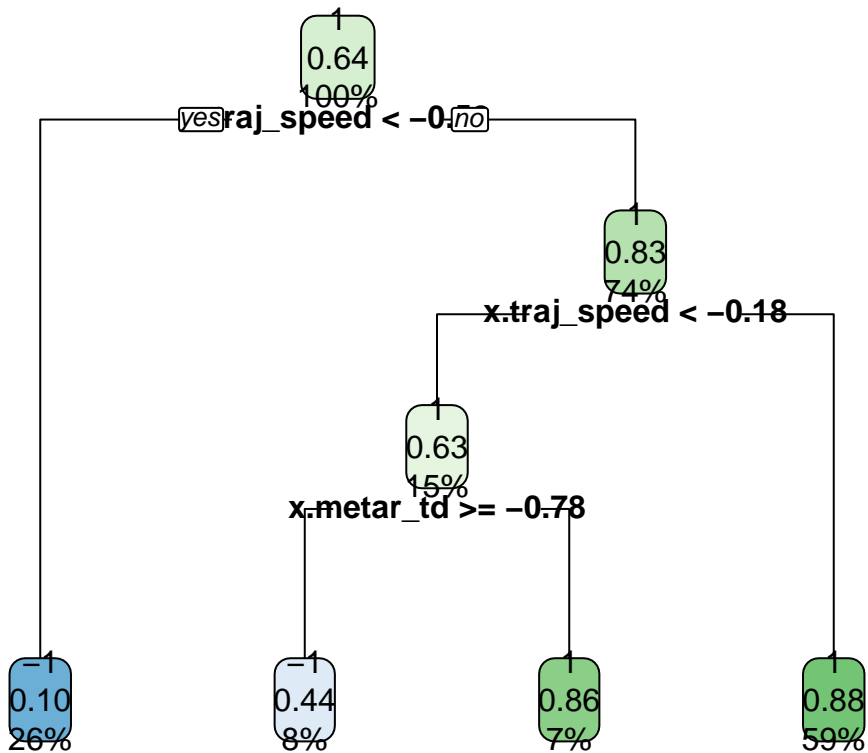 1
0.64
100%
yes raj_speed < −0. no
1
0.83
74%
x.traj_speed < −0.18
1
0.63
15%
x.metar_td >= −0.78
−1 −1 1 1
0.10 0.44 0.86 0.88
26% 8% 7% 59%